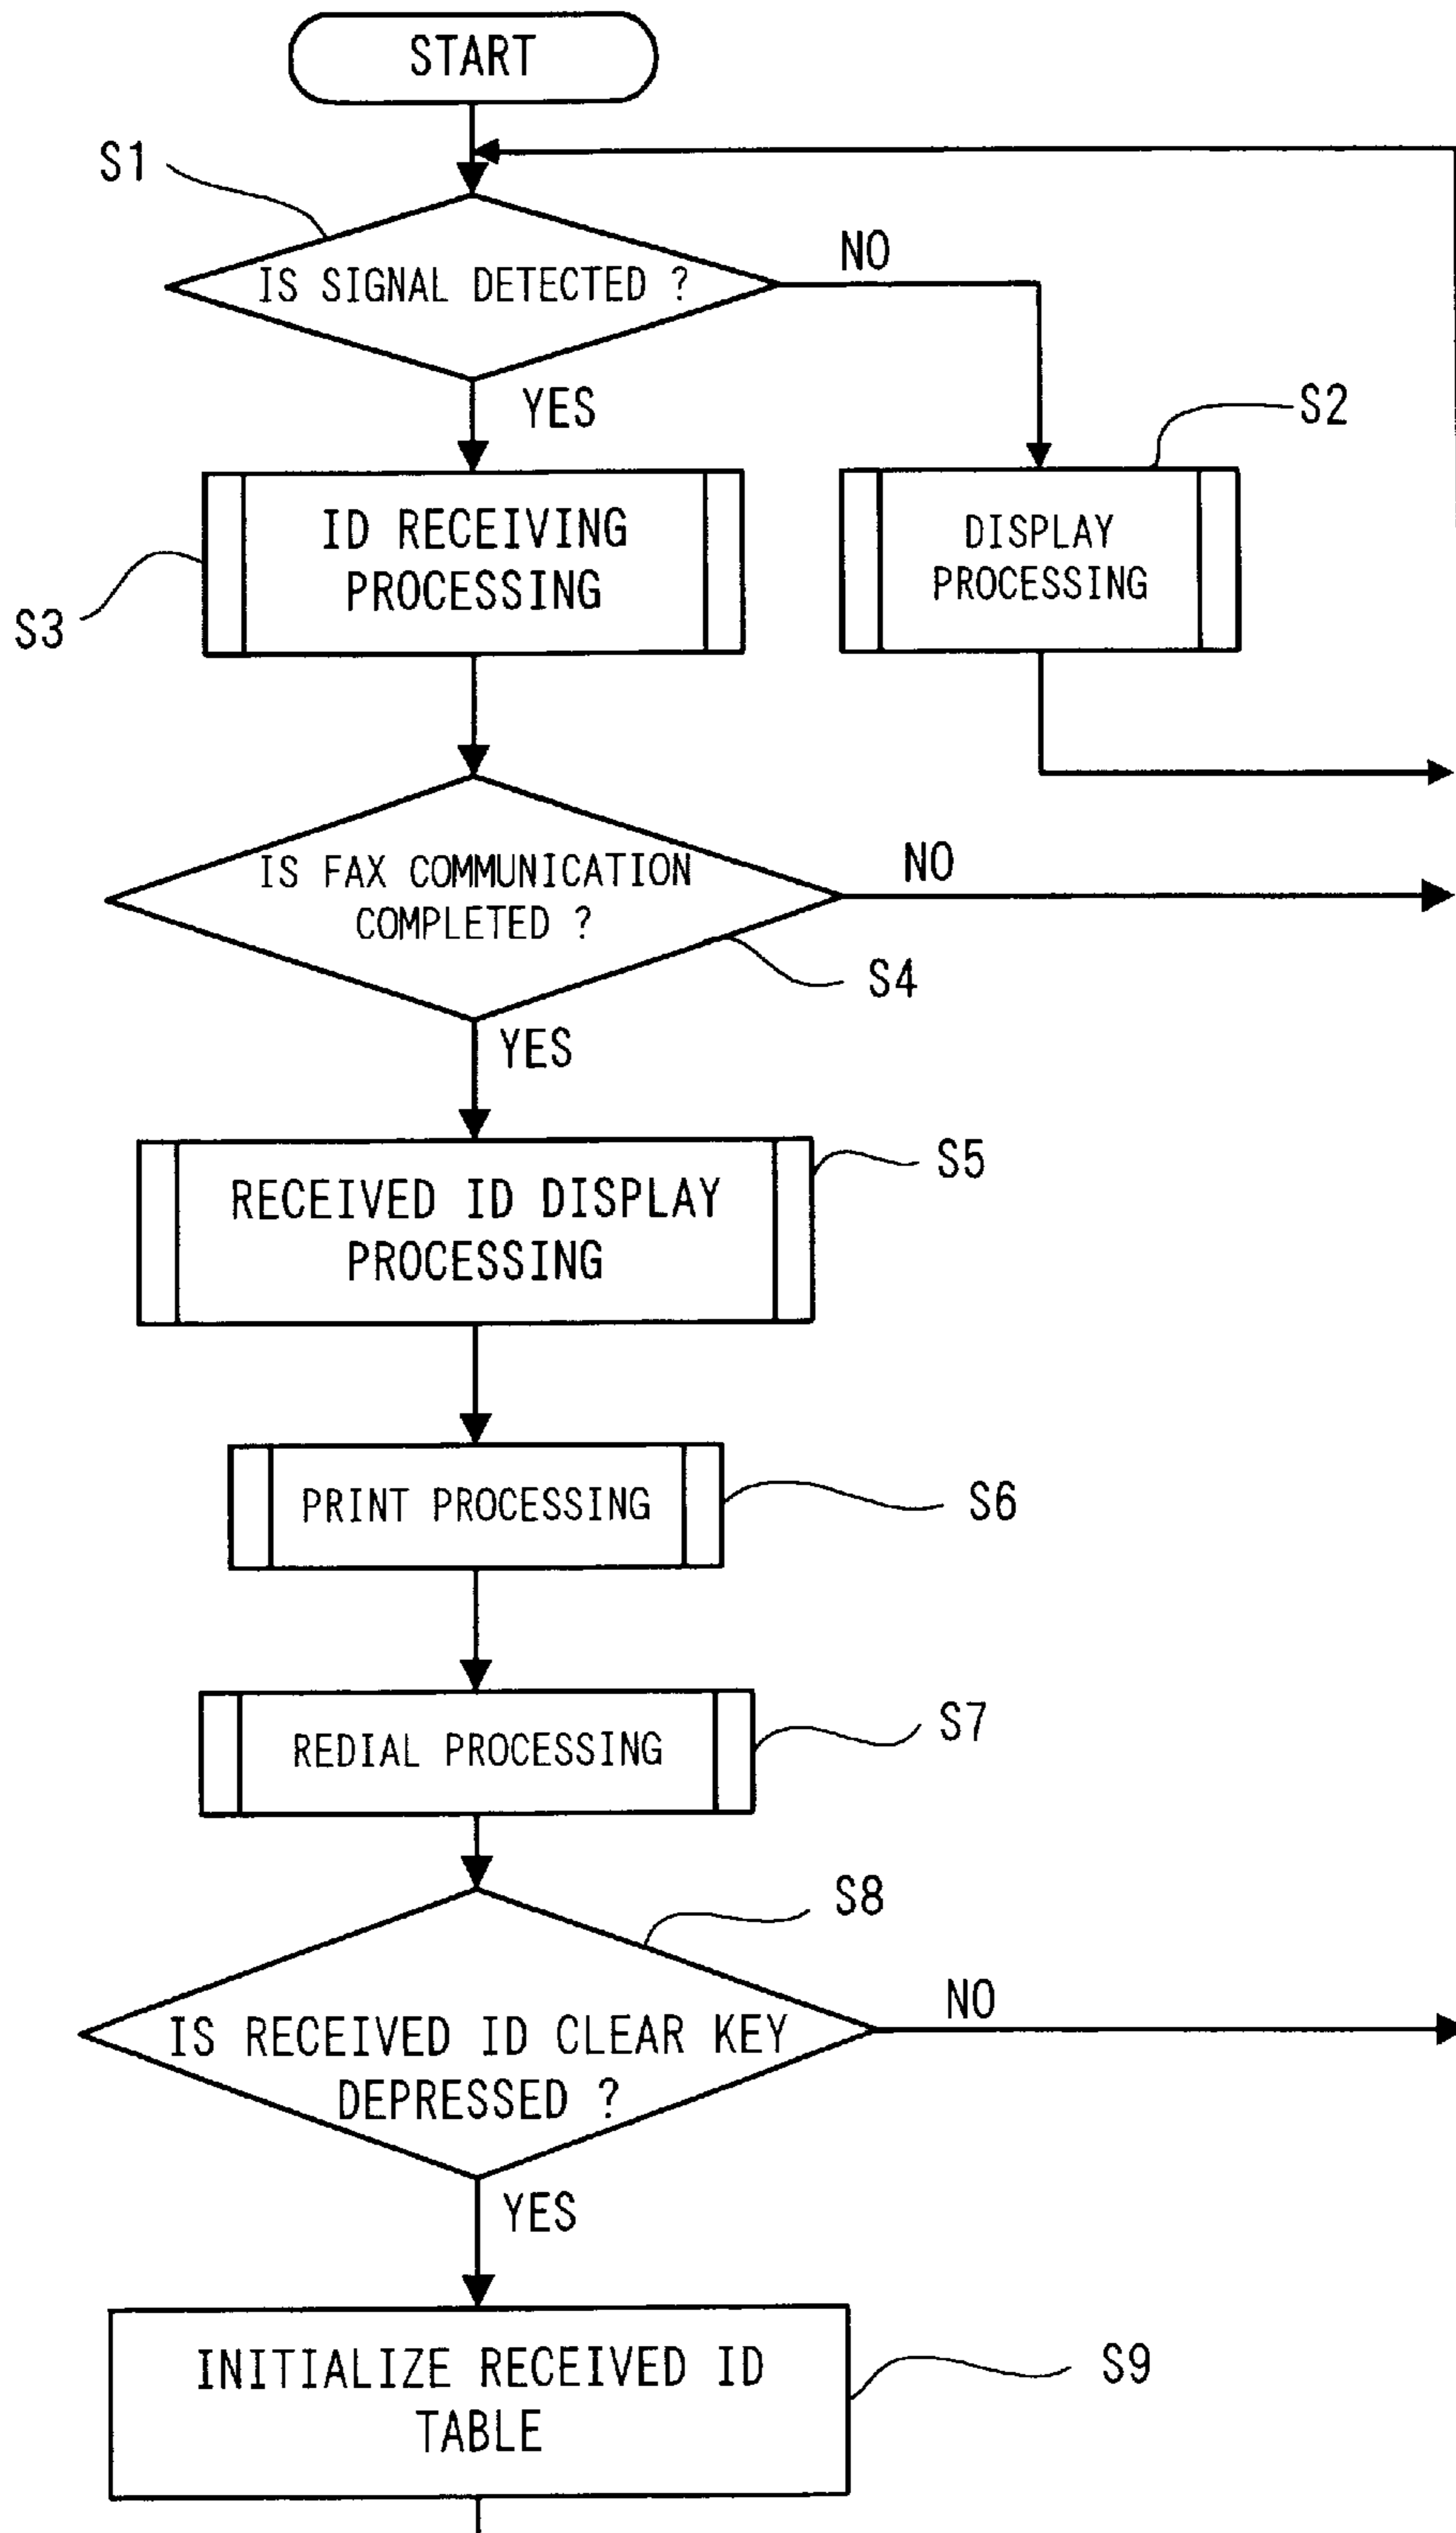 START
S1
IS SIGNAL DETECTED ?
NO
YES
S2
ID RECEIVING
PROCESSING
DISPLAY
PROCESSING
S3
IS FAX COMMUNICATION
COMPLETED ?
NO
S4
YES
RECEIVED ID DISPLAY
PROCESSING
S5
PRINT PROCESSING
S6
REDIAL PROCESSING
S7
S8
IS RECEIVED ID CLEAR KEY
DEPRESSED ?
NO
YES
INITIALIZE RECEIVED ID
TABLE
S9